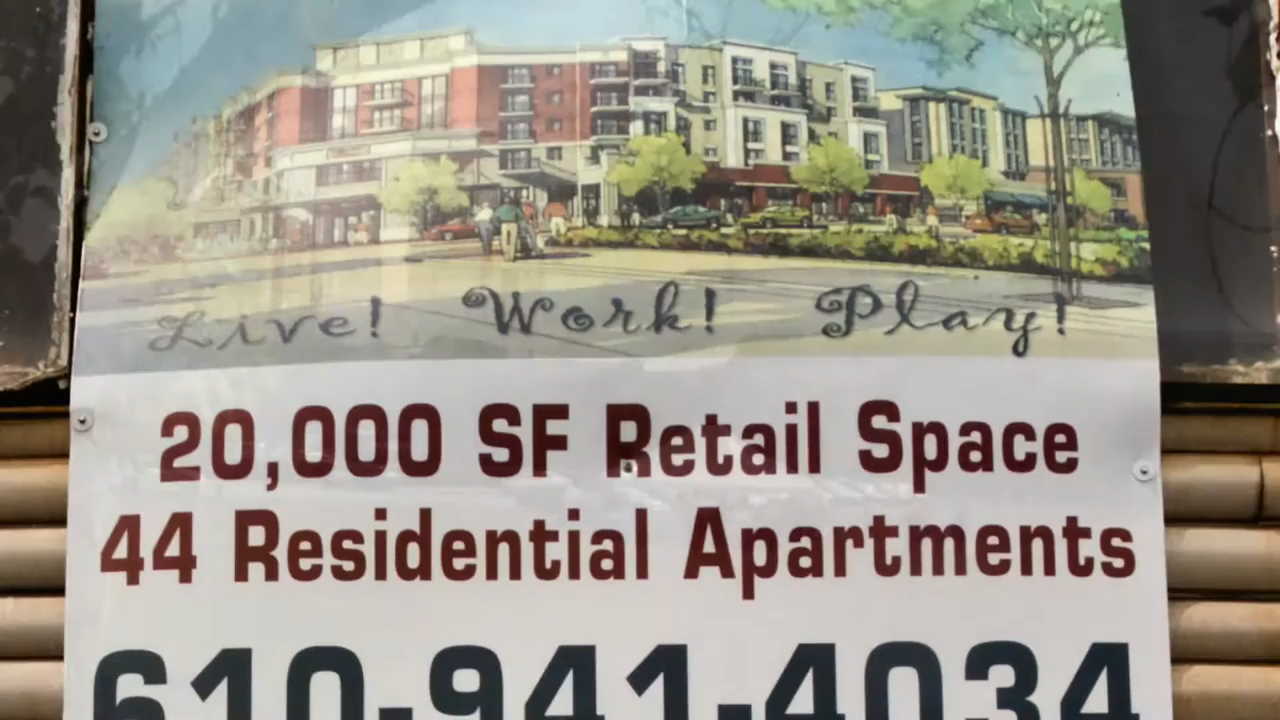 Live! Work! Play!
20,000 SF Retail Space
44 Residential Apartments
610-941-4034